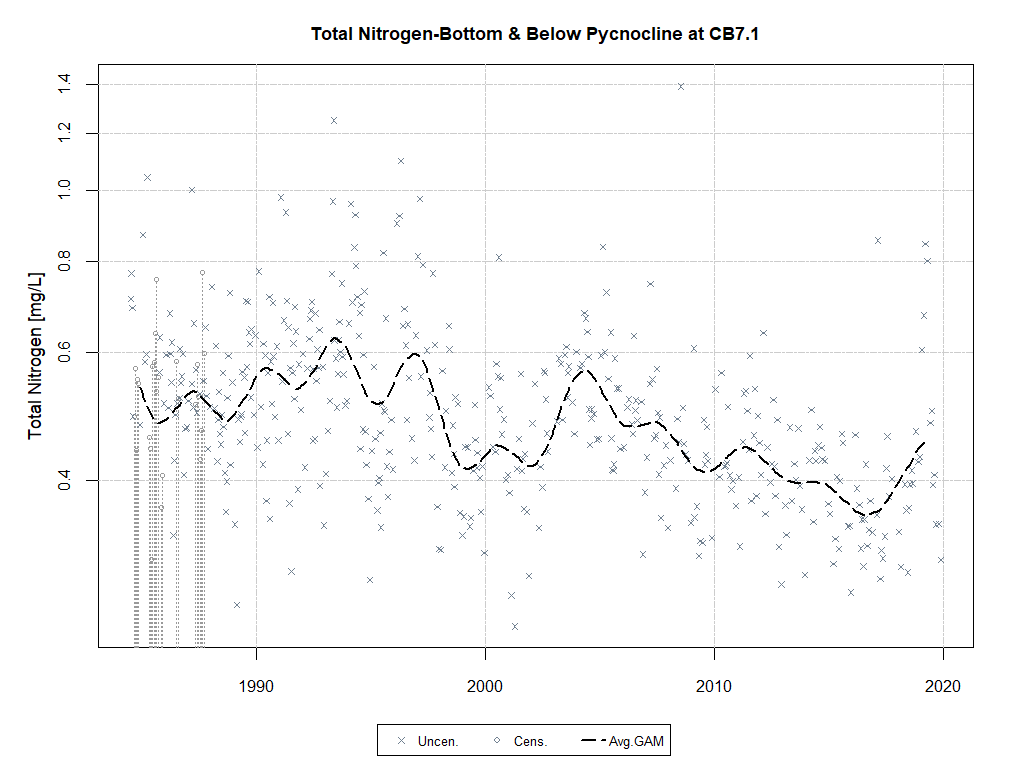 Total Nitrogen-Bottom & Below Pycnocline at CB7.1
Total Nitrogen [mg/L]
1.4
1.2
1.0
0.8
0.6
0.4
1990 2000 2010 2020
Uncen. Cens. Avg.GAM